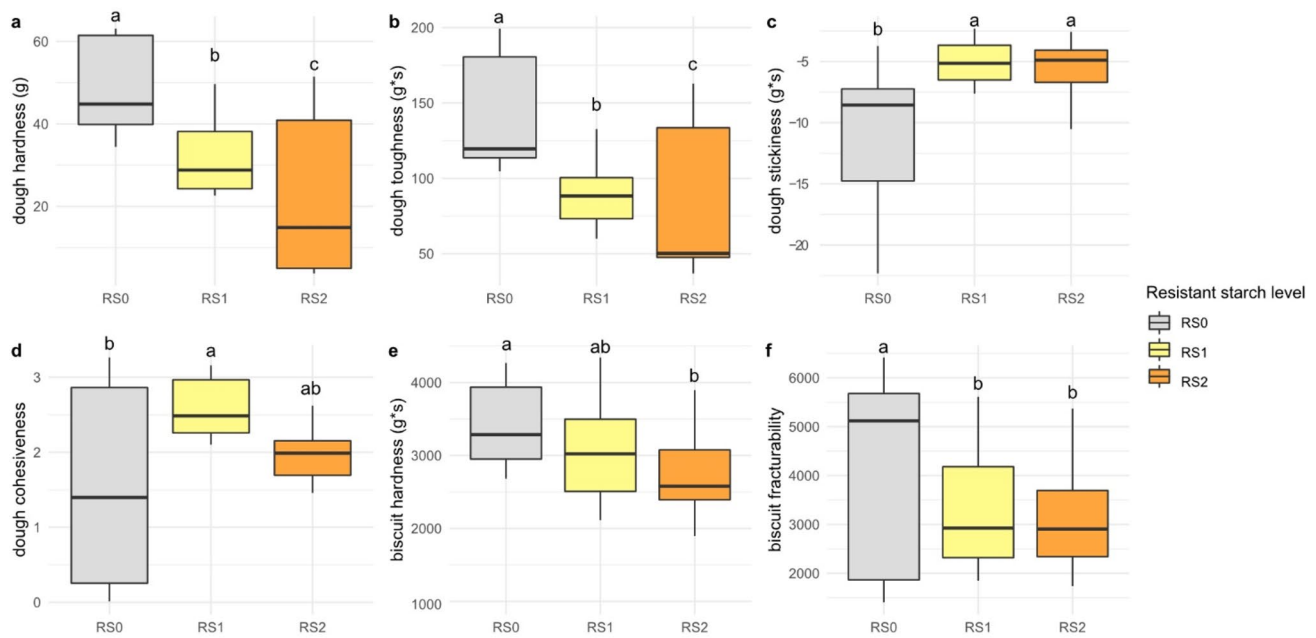 a
dough hardness (g)
60
40
20
a
b
c
RS0
RS1
RS2
b
dough toughness (g*s)
200
150
100
50
a
b
c
RS0
RS1
RS2
c
dough stickiness (g*s)
−5
−10
−15
−20
b
a
a
RS0
RS1
RS2
Resistant starch level
RS0
RS1
RS2
d
dough cohesiveness
3
2
1
0
b
a
ab
RS0
RS1
RS2
e
biscuit hardness (g*s)
4000
3000
2000
1000
a
ab
b
RS0
RS1
RS2
f
biscuit fracturability
6000
5000
4000
3000
2000
a
b
b
RS0
RS1
RS2